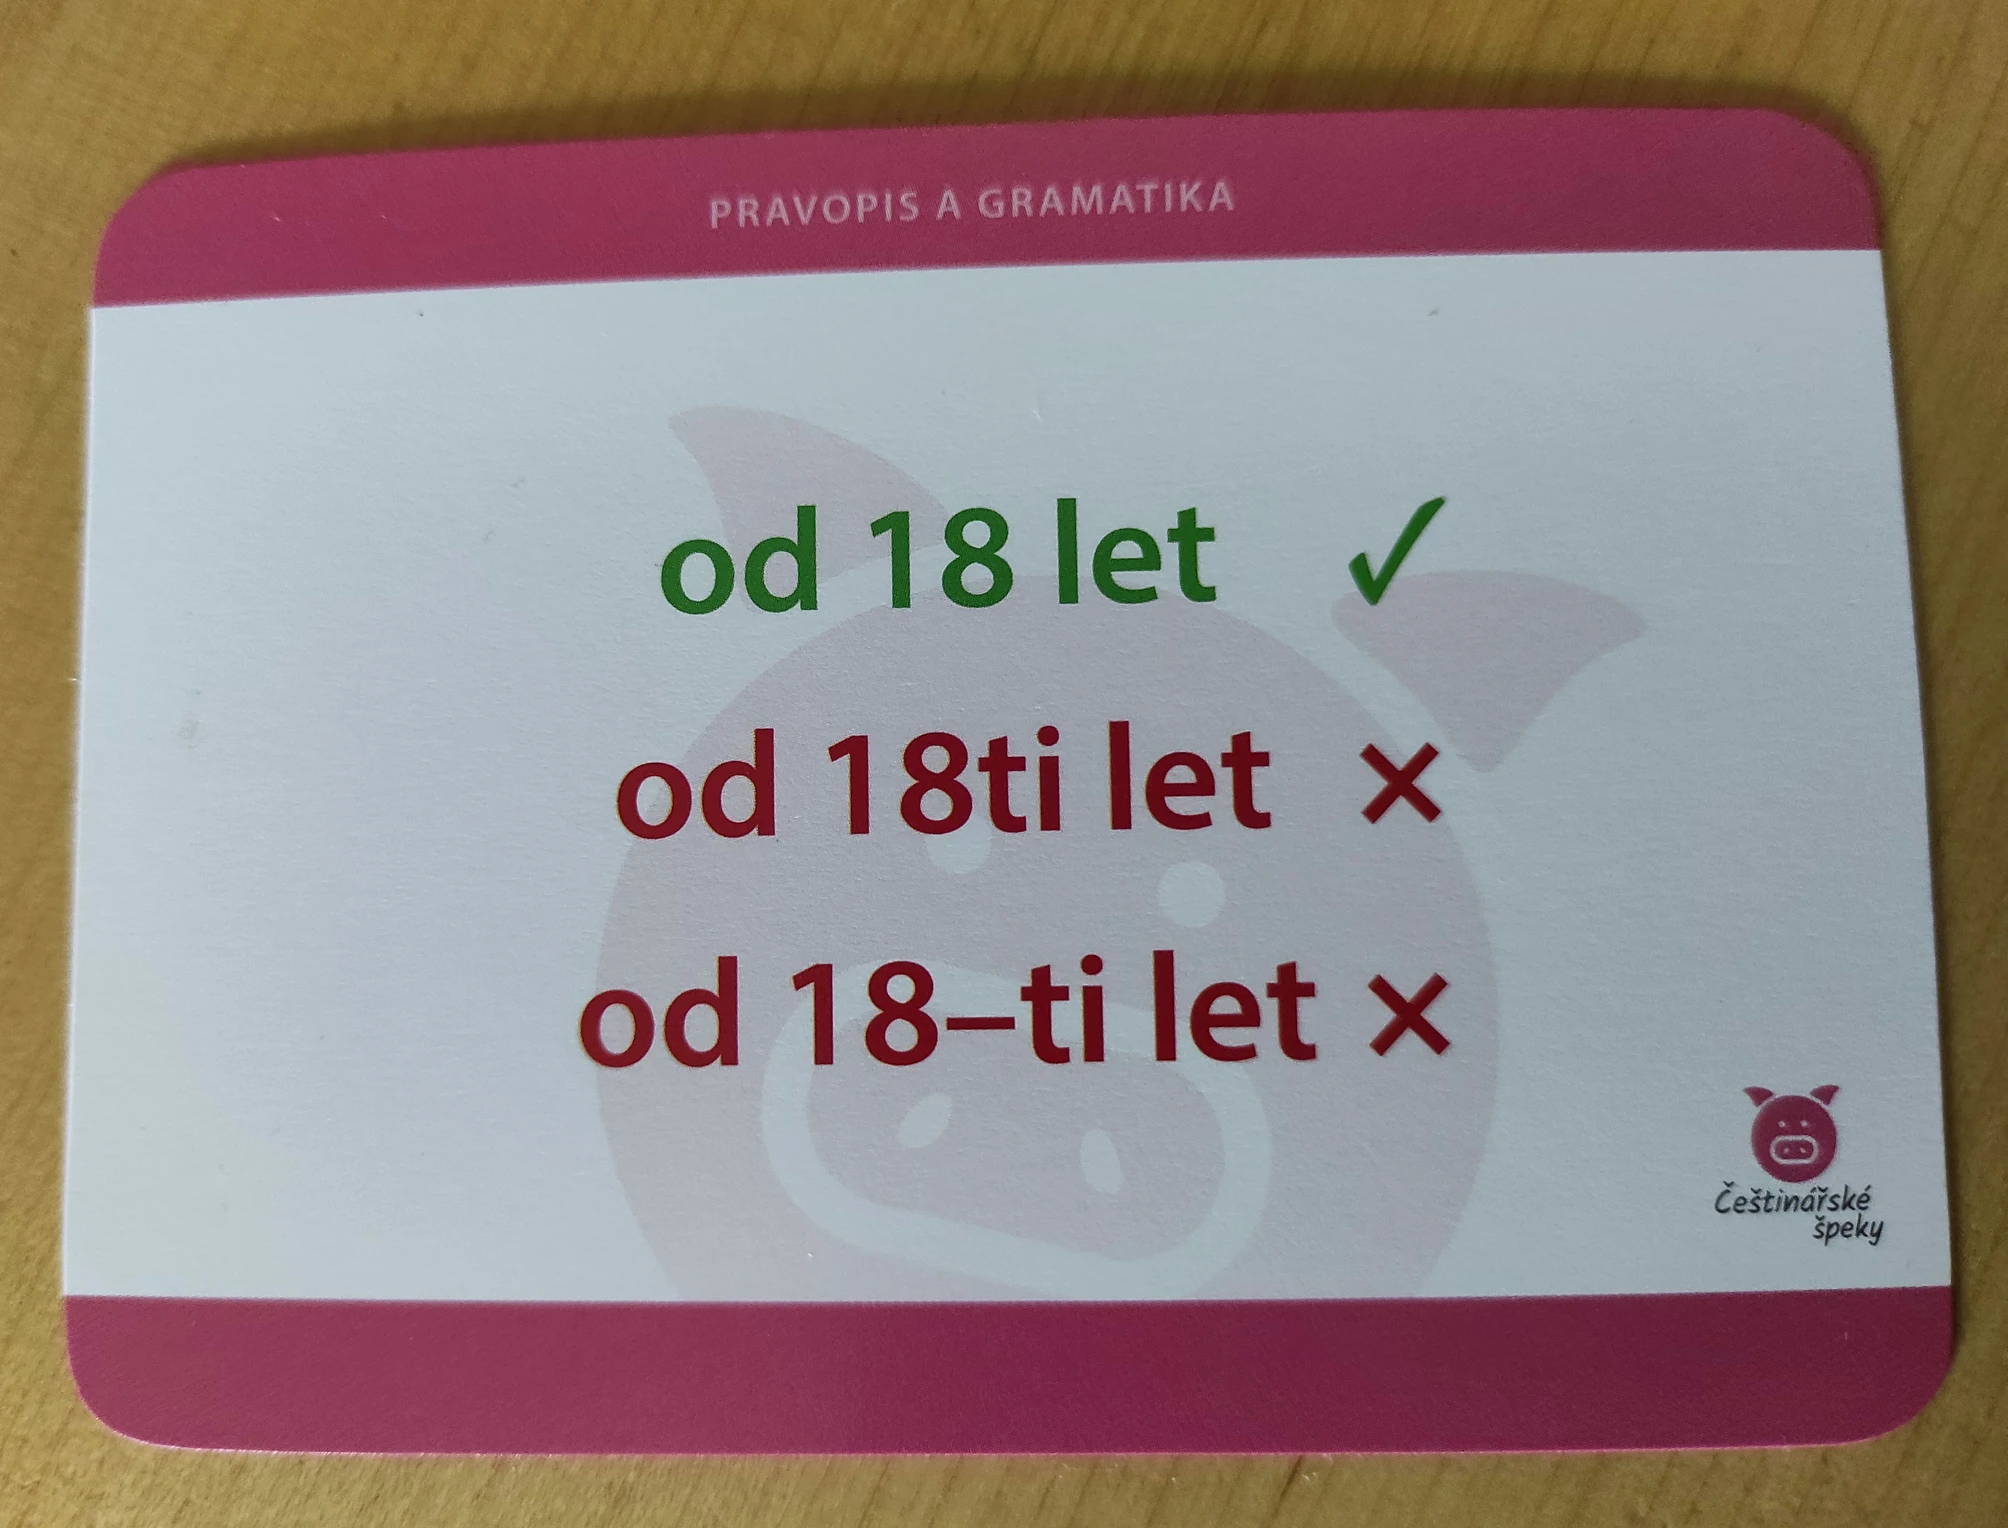 PRAVOPIS A GRAMATIKA
od 18 let ✓
od 18ti let ×
od 18–ti let ×
Češtinářské
špeky